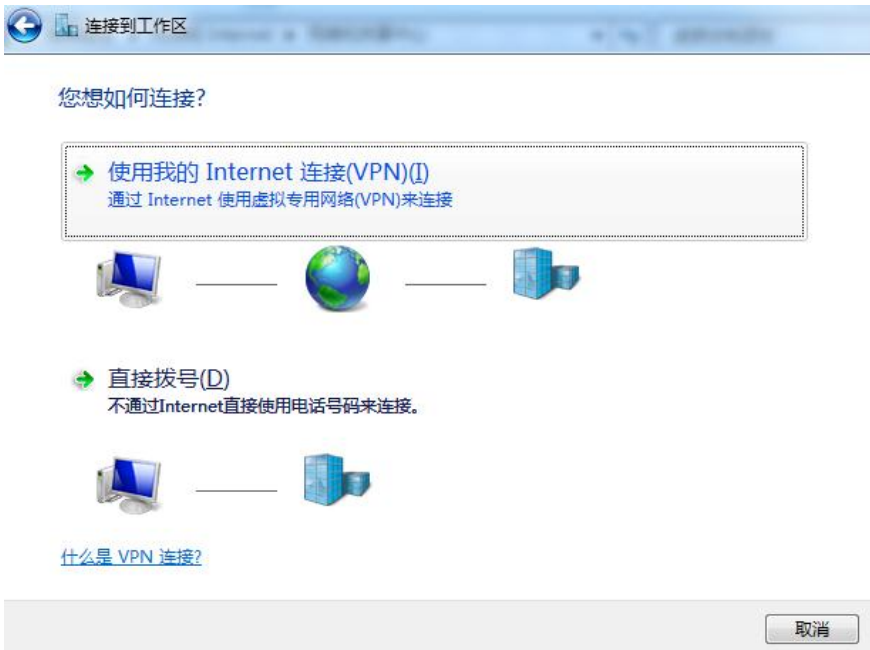 连接到工作区
您想如何连接?
使用我的 Internet 连接(VPN)(I)
通过 Internet 使用虚拟专用网络(VPN)来连接
直接拨号(D)
不通过Internet直接使用电话号码来连接。
什么是 VPN 连接?
取消